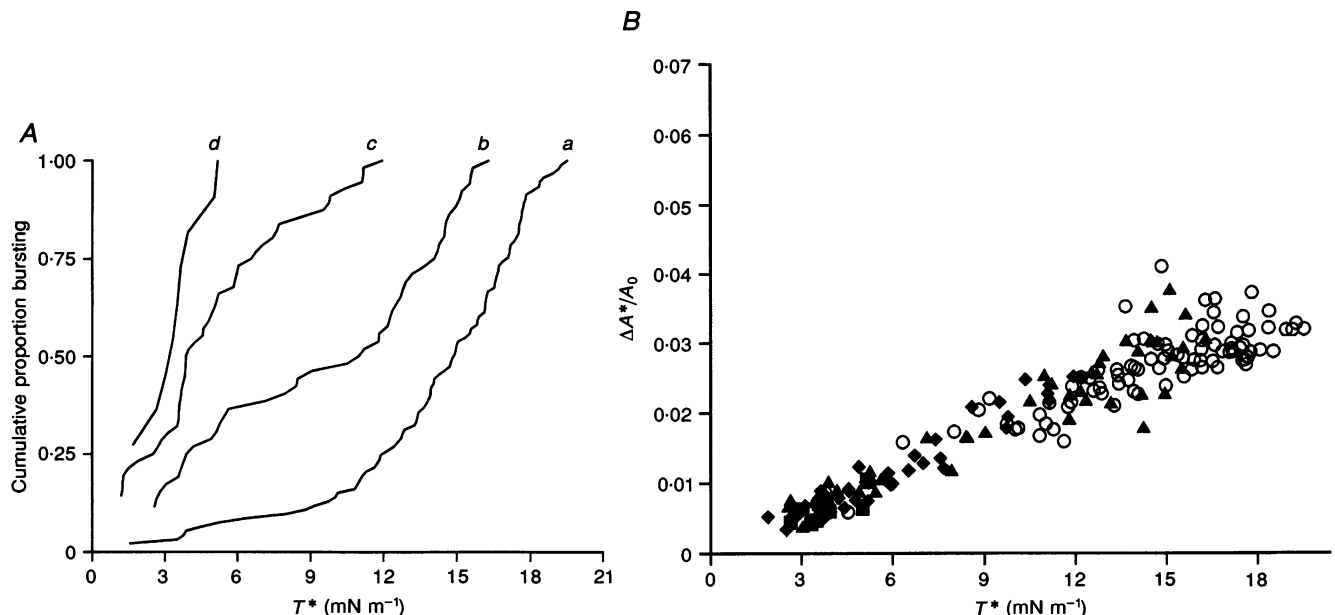 A
d c b a
1·00
0·75
0·50
0·25
0
Cumulative proportion bursting
0 3 6 9 12 15 18 21
T* (mN m⁻¹)
B
0·07
0·06
0·05
0·04
0·03
0·02
0·01
0
ΔA*/A₀
0 3 6 9 12 15 18
T* (mN m⁻¹)